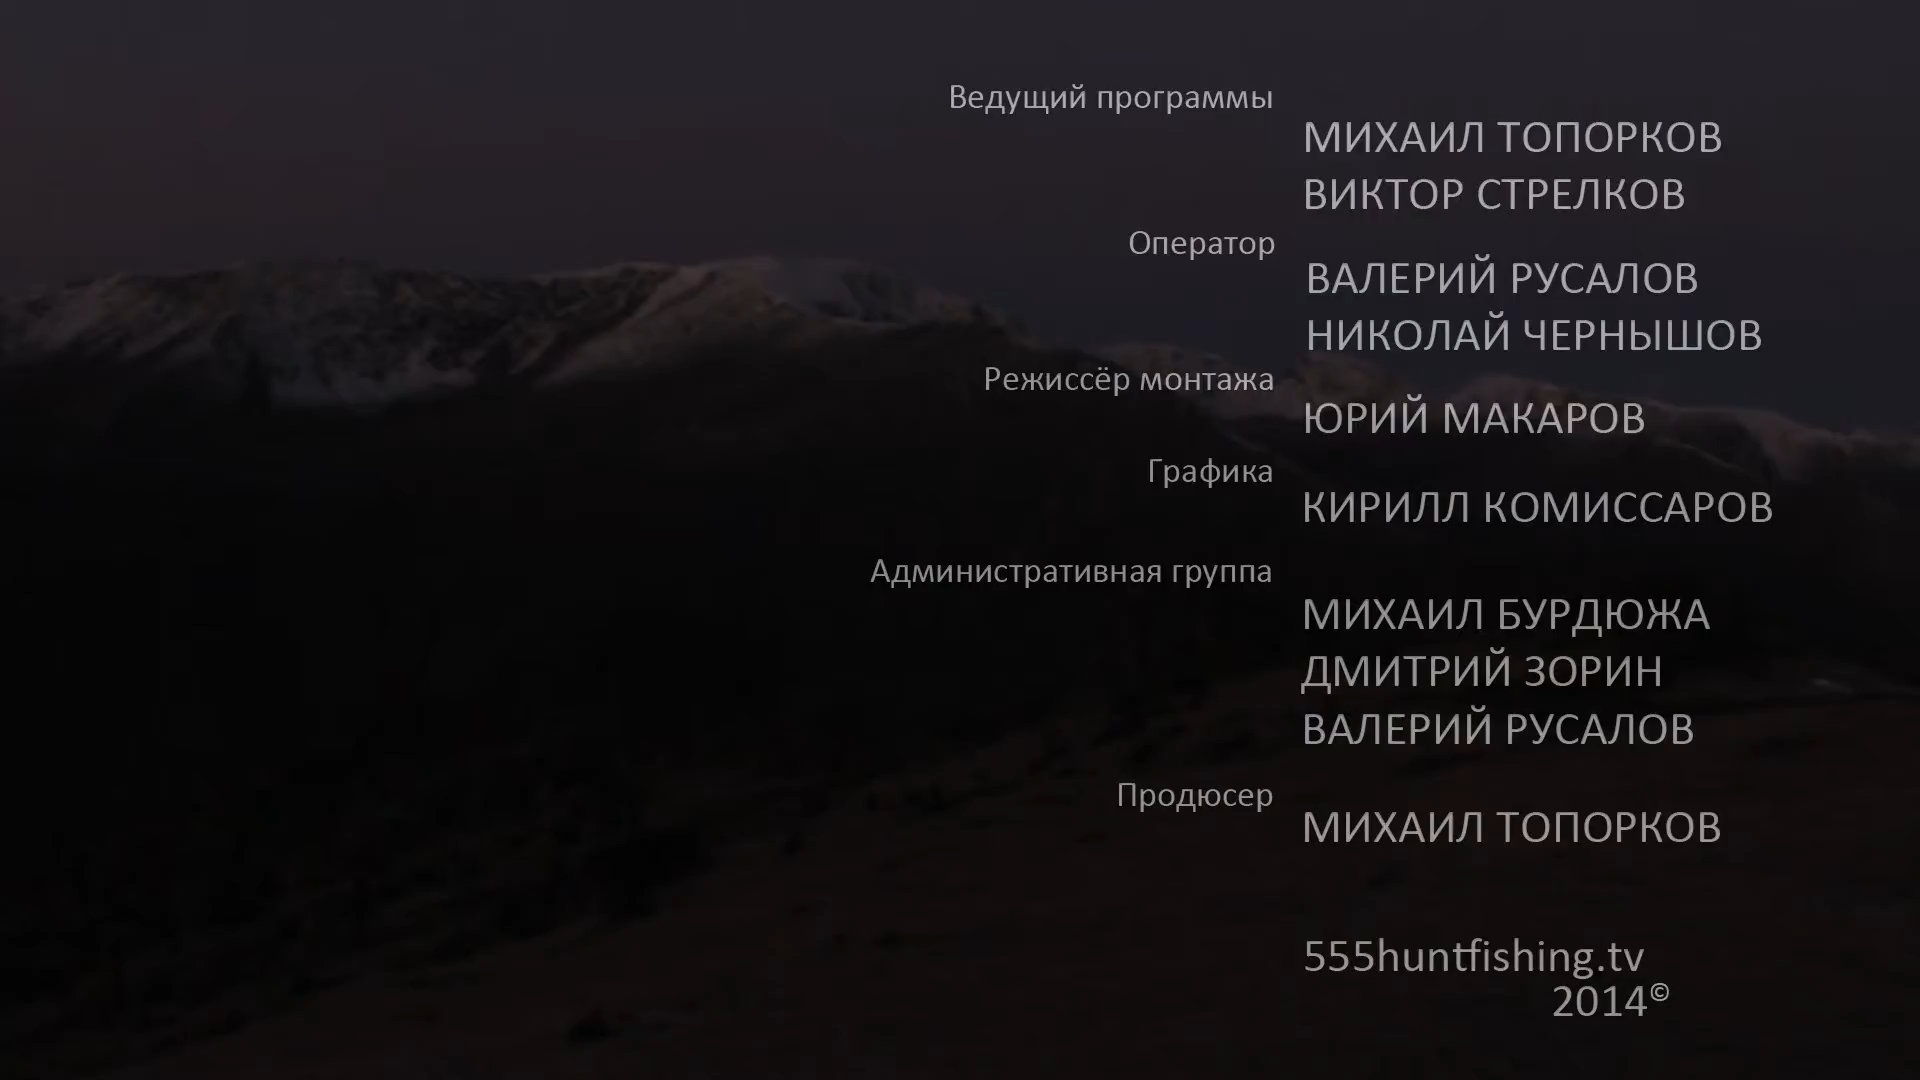 Ведущий программы
МИХАИЛ ТОПОРКОВ
ВИКТОР СТРЕЛКОВ
Оператор
ВАЛЕРИЙ РУСАЛОВ
НИКОЛАЙ ЧЕРНЫШОВ
Режиссёр монтажа
ЮРИЙ МАКАРОВ
Графика
КИРИЛЛ КОМИССАРОВ
Административная группа
МИХАИЛ БУРДЮЖА
ДМИТРИЙ ЗОРИН
ВАЛЕРИЙ РУСАЛОВ
Продюсер
МИХАИЛ ТОПОРКОВ
555huntfishing.tv
2014©